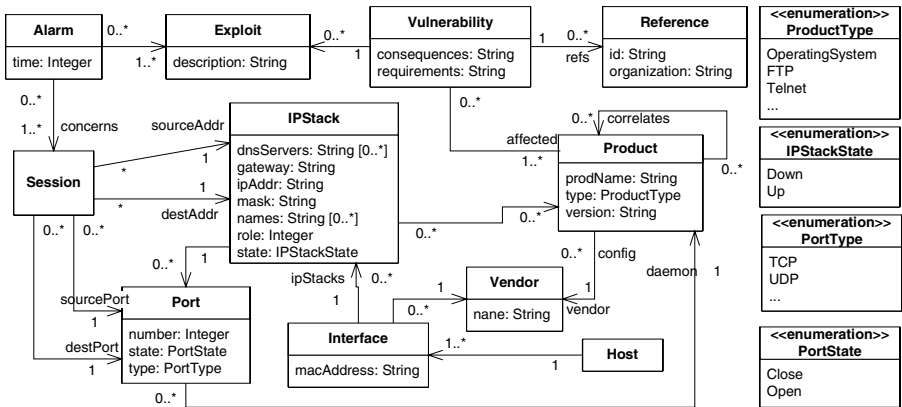 Alarm
time: Integer
0..*
1..*
Exploit
description: String
0..*
1
Vulnerability
consequences: String
requirements: String
1
0..*
refs
Reference
id: String
organization: String
<<enumeration>>
ProductType
OperatingSystem
FTP
Telnet
...
0..*
1..*
concerns
sourceAddr
1
*
Session
*
1
destAddr
0..*
0..*
IPStack
dnsServers: String [0..*]
gateway: String
ipAddr: String
mask: String
names: String [0..*]
role: Integer
state: IPStackState
0..*
affected
1..*
0..*
correlates
0..*
Product
prodName: String
type: ProductType
version: String
<<enumeration>>
IPStackState
Down
Up
0..*
0..*
0..*
config
daemon
1
<<enumeration>>
PortType
TCP
UDP
...
1
0..*
ipStacks
0..*
1
sourcePort
1
destPort
1
Port
number: Integer
state: PortState
type: PortType
0..*
0..*
1
Vendor
nane: String
1
vendor
Interface
macAddress: String
1..*
1
Host
<<enumeration>>
PortState
Close
Open